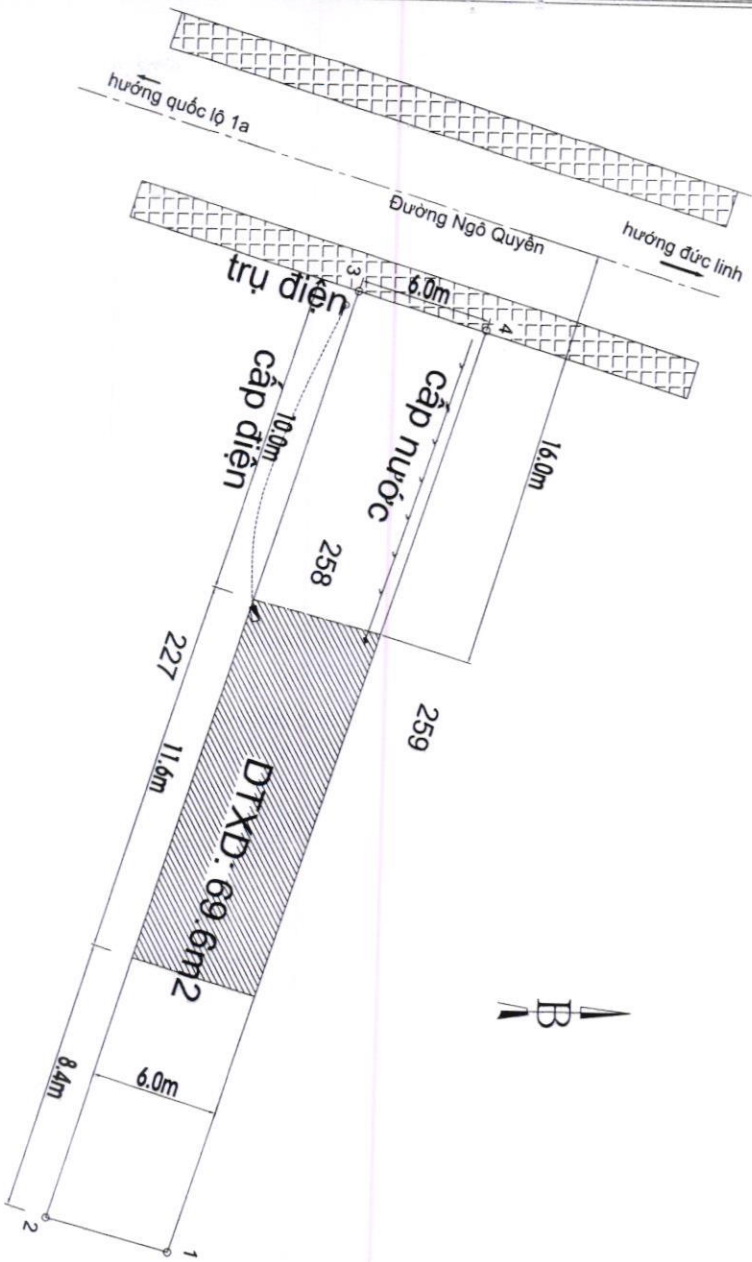 hướng quốc lộ 1a
Đường Ngô Quyền
hướng đức linh
trụ điện
3
6.0m
4
cấp điện
10.0m
cấp nước
16.0m
258
227
259
11.6m
DTXD: 69.6m2
B
8.4m
6.0m
2
1